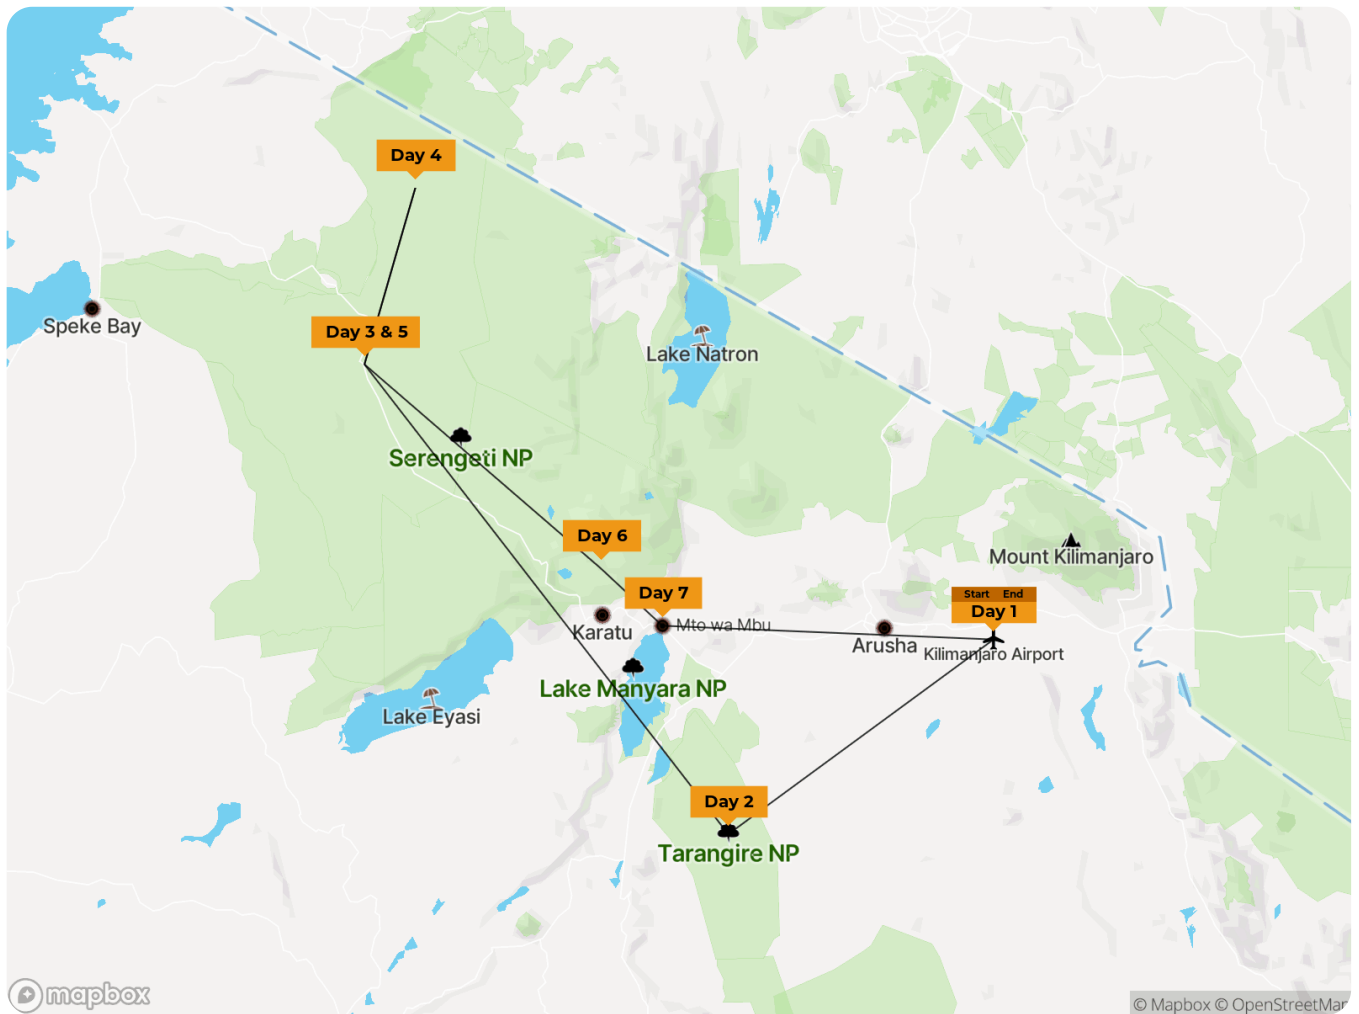 Day 4
Day 3 & 5
Speke Bay
Lake Natron
Serengeti NP
Day 6
Mount Kilimanjaro
Day 7
Start End
Day 1
Karatu
Mto wa Mbu
Arusha
Kilimanjaro Airport
Lake Manyara NP
Lake Eyasi
Day 2
Tarangire NP
mapbox
© Mapbox © OpenStreetMap